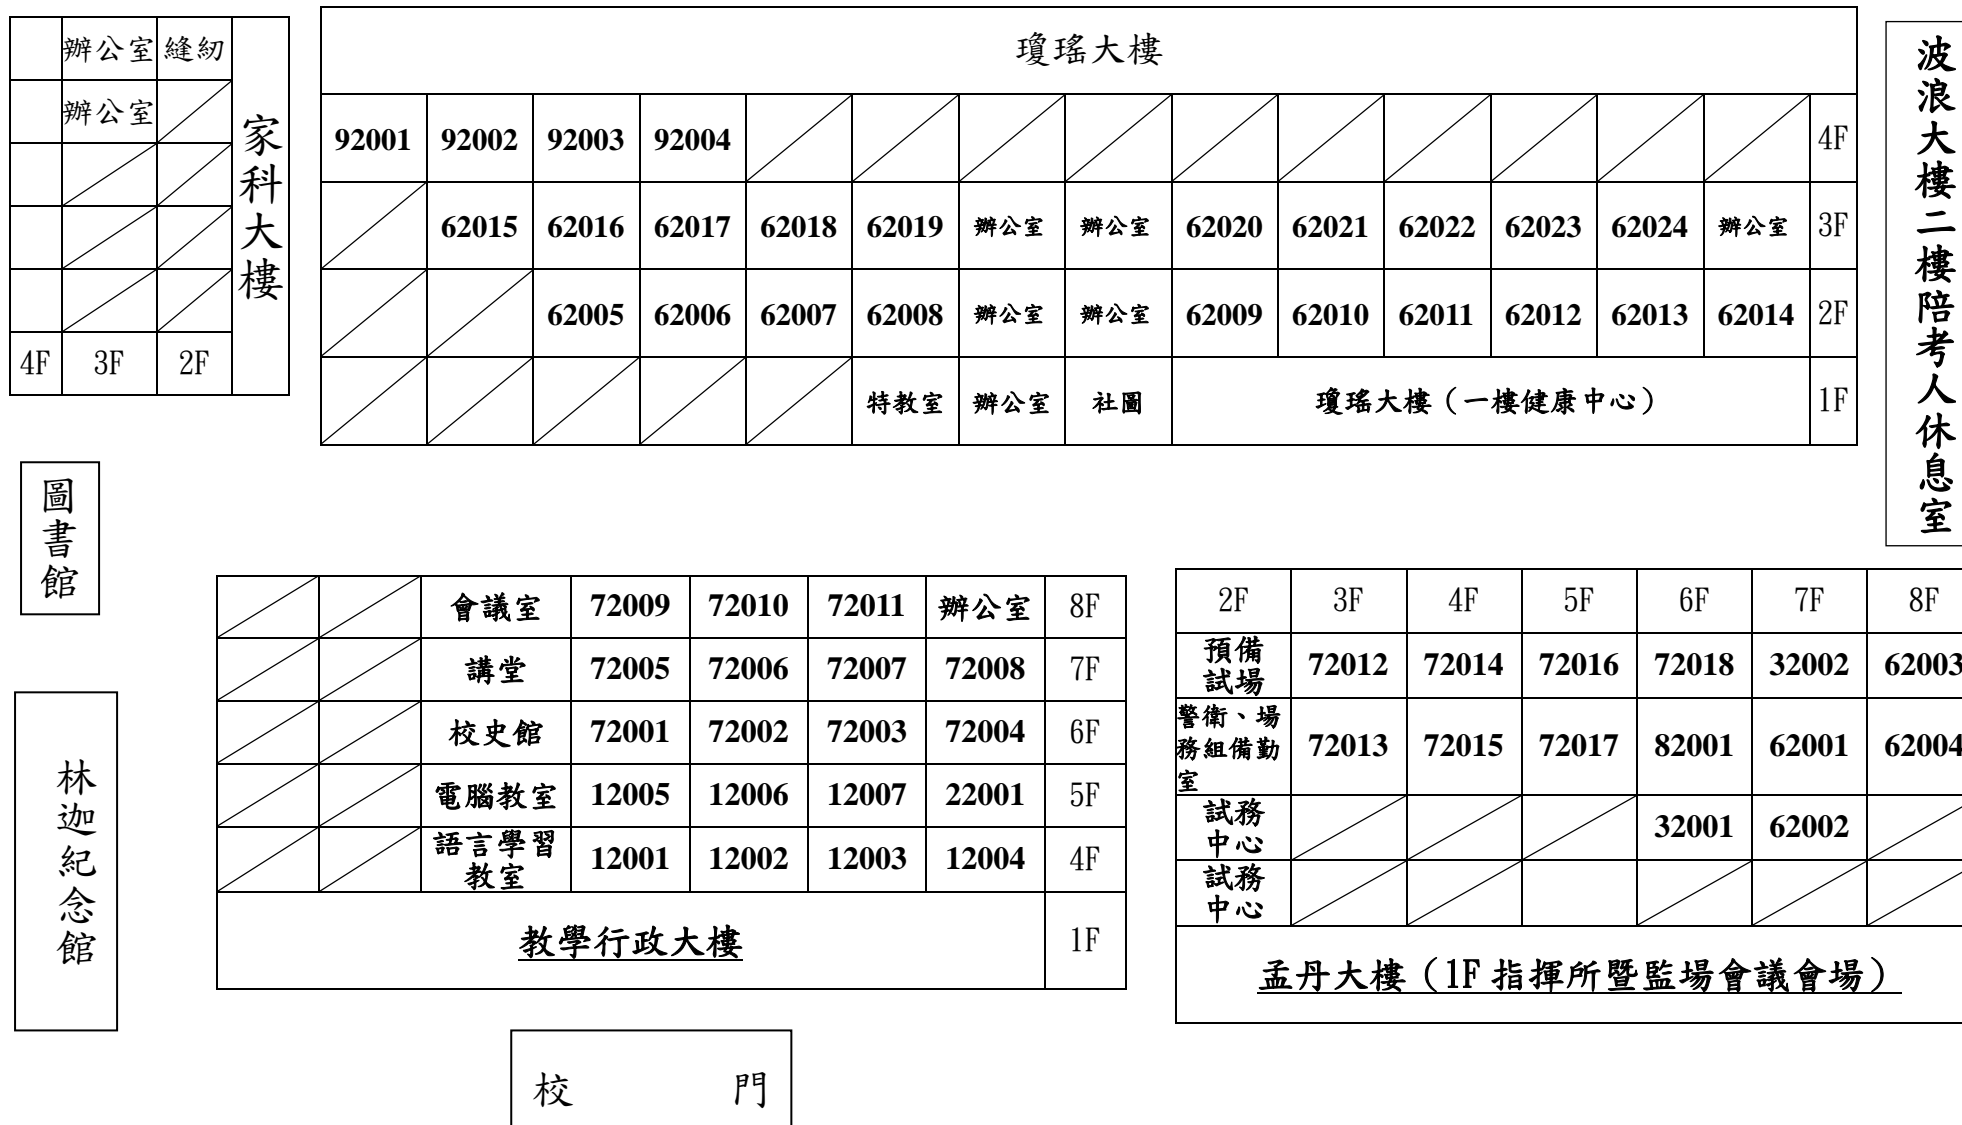 辦公室 縫紉
辦公室
4F 3F 2F
家科大樓
瓊瑤大樓
92001 92002 92003 92004 4F
62015 62016 62017 62018 62019 辦公室 辦公室 62020 62021 62022 62023 62024 辦公室 3F
62005 62006 62007 62008 辦公室 辦公室 62009 62010 62011 62012 62013 62014 2F
特教室 辦公室 社圖 瓊瑤大樓（一樓健康中心） 1F
波浪大樓二樓陪考人休息室
圖書館
林迦紀念館
會議室 72009 72010 72011 辦公室 8F
講堂 72005 72006 72007 72008 7F
校史館 72001 72002 72003 72004 6F
電腦教室 12005 12006 12007 22001 5F
語言學習
教室 12001 12002 12003 12004 4F
教學行政大樓 1F
2F 3F 4F 5F 6F 7F 8F
預備
試場 72012 72014 72016 72018 32002 62003
警衛、場
務組備勤
室 72013 72015 72017 82001 62001 62004
試務
中心 32001 62002
試務
中心
孟丹大樓（1F 指揮所暨監場會議會場）
校 門